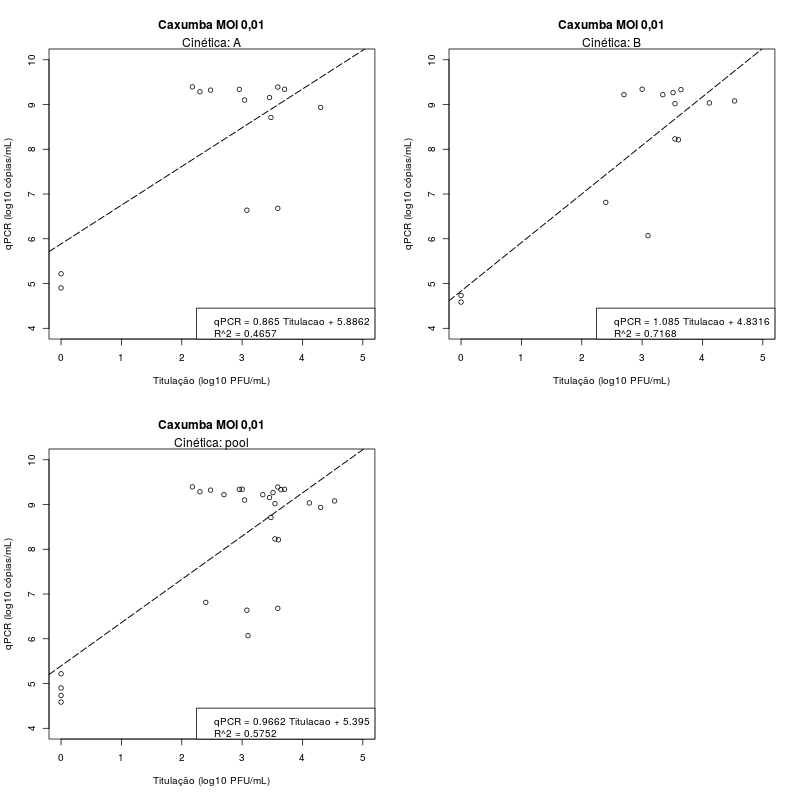 Caxumba MOI 0,01
Cinética: A
10
9
8
7
6
5
4
qPCR (log10 cópias/mL)
qPCR = 0.865 Titulacao + 5.8862
R^2 = 0.4657
0 1 2 3 4 5
Titulação (log10 PFU/mL)
Caxumba MOI 0,01
Cinética: B
10
9
8
7
6
5
4
qPCR (log10 cópias/mL)
qPCR = 1.085 Titulacao + 4.8316
R^2 = 0.7168
0 1 2 3 4 5
Titulação (log10 PFU/mL)
Caxumba MOI 0,01
Cinética: pool
10
9
8
7
6
5
4
qPCR (log10 cópias/mL)
qPCR = 0.9662 Titulacao + 5.395
R^2 = 0.5752
0 1 2 3 4 5
Titulação (log10 PFU/mL)